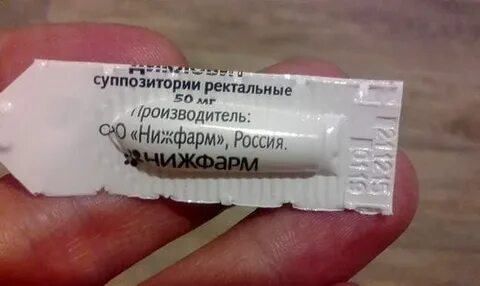 суппозитории ректальные
50 мг
Производитель:
ОАО «Нижфарм», Россия.
НИЖФАРМ